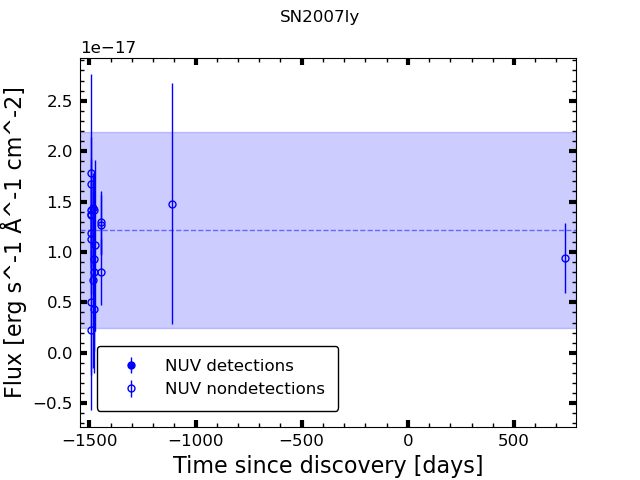 SN2007ly
1e−17
Flux [erg s^-1 Å^-1 cm^-2]
2.5
2.0
1.5
1.0
0.5
0.0
−0.5
NUV detections
NUV nondetections
−1500 −1000 −500 0 500
Time since discovery [days]